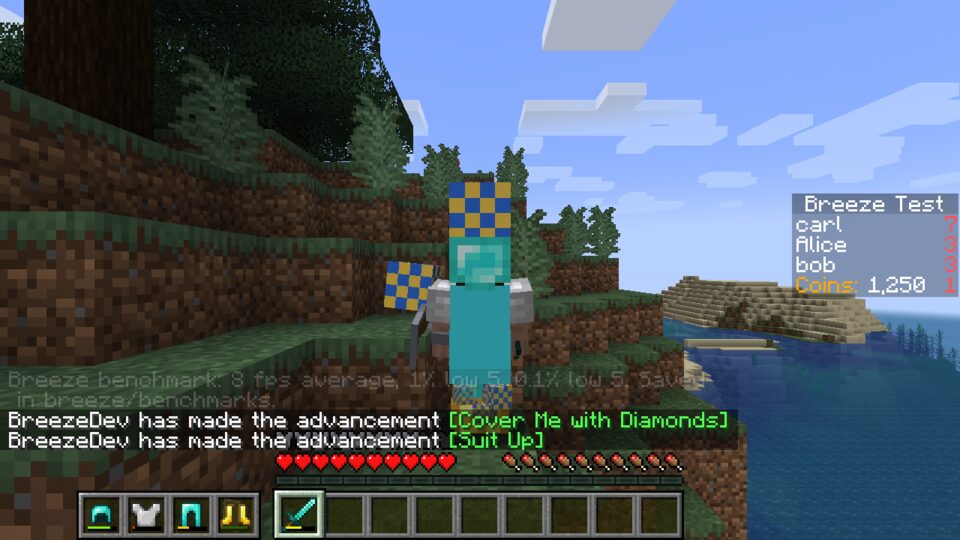 Breeze Test
carl 7
Alice 3
bob 3
Coins: 1,250 1
Breeze benchmark: 8 fps average, 1% low 5, 0.1% low 5. Saved
in breeze/benchmarks.
BreezeDev has made the advancement [Cover Me with Diamonds]
BreezeDev has made the advancement [Suit Up]